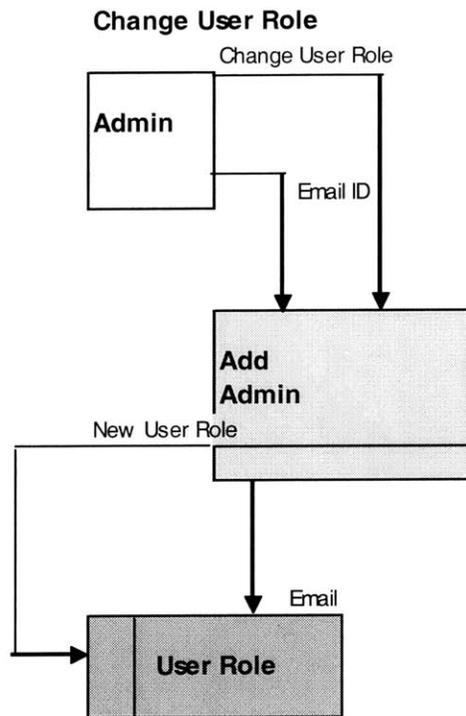 Change User Role
Change User Role
Admin
Email ID
Add
Admin
New User Role
Email
User Role